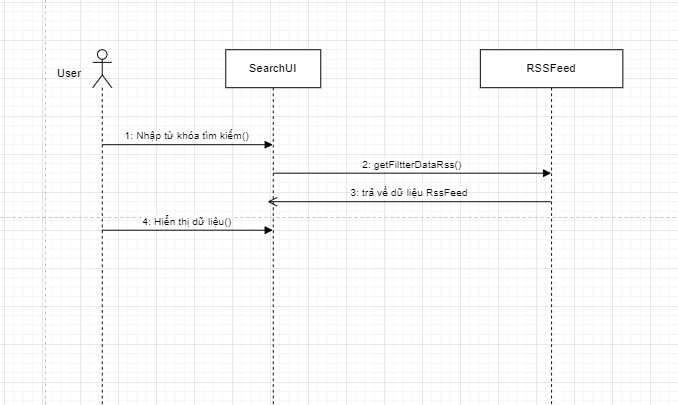 User
SearchUI
RSSFeed
1: Nhập từ khóa tìm kiếm()
2: getFiltterDataRss()
3: trả về dữ liệu RssFeed
4: Hiển thị dữ liệu()